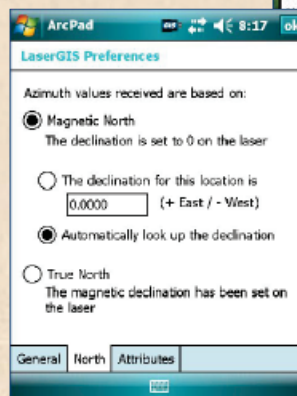 ArcPad 8:17 ok
LaserGIS Preferences
Azimuth values received are based on:
Magnetic North
The declination is set to 0 on the laser
The declination for this location is
0.0000 (+ East / - West)
Automatically look up the declination
True North
The magnetic declination has been set on
the laser
General North Attributes